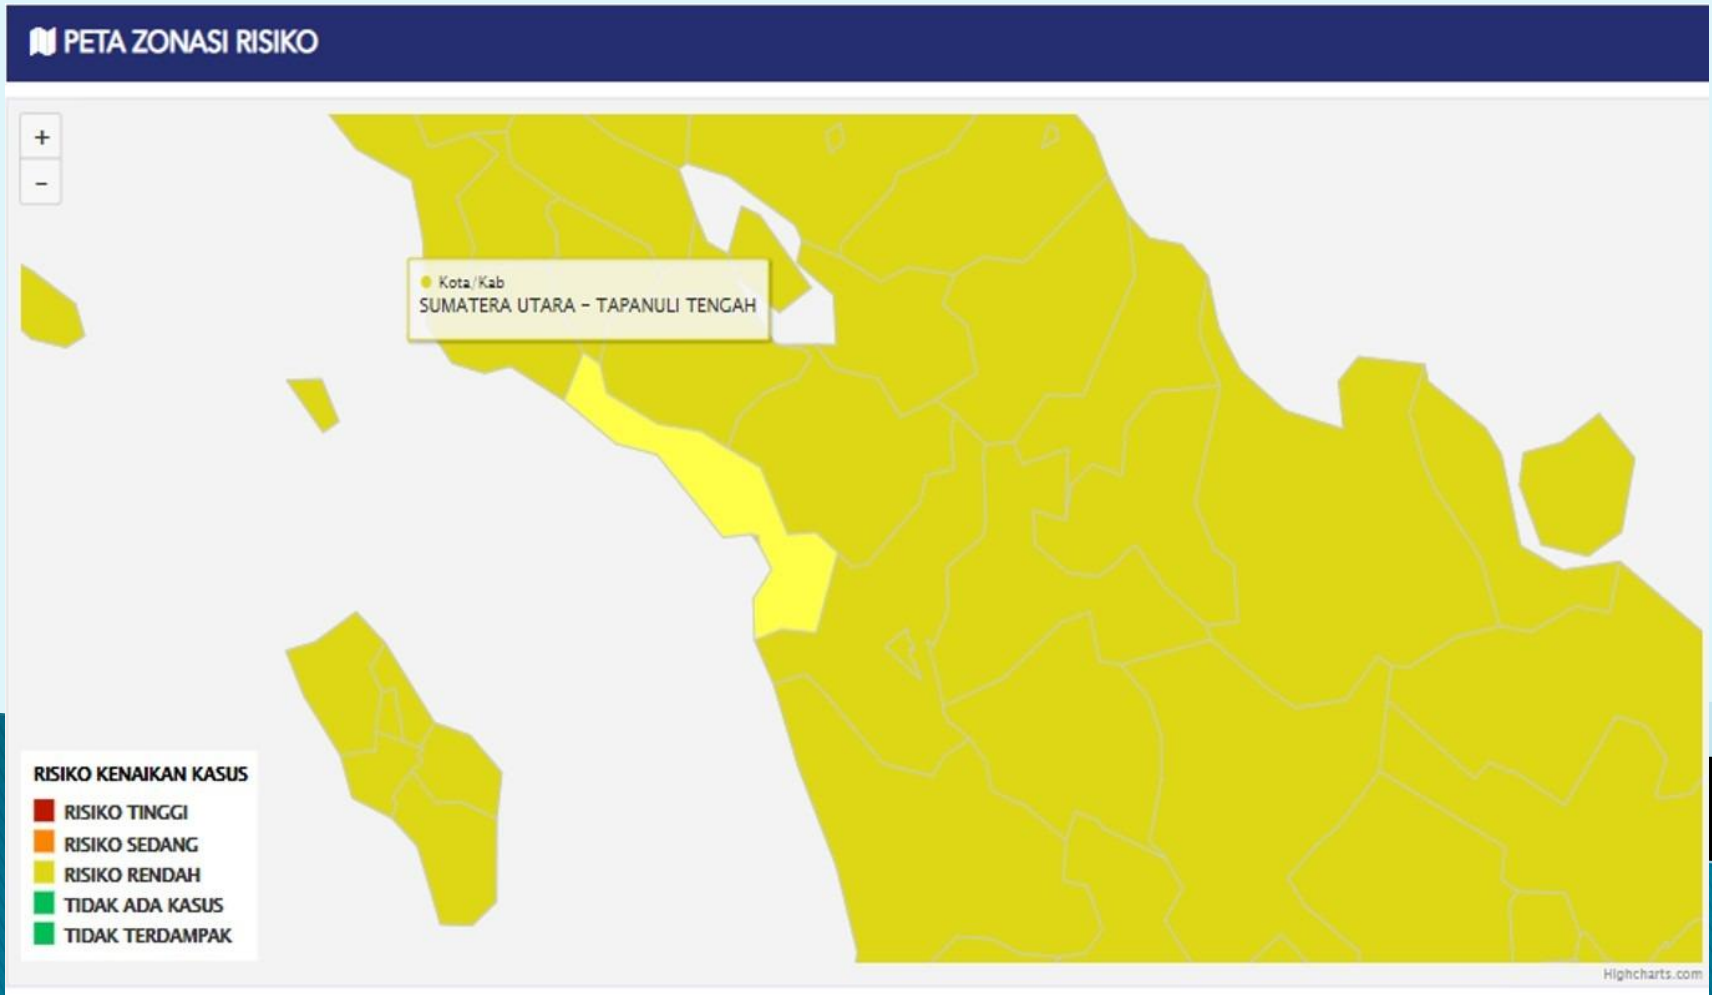 PETA ZONASI RISIKO
+
−
Kota/Kab
SUMATERA UTARA - TAPANULI TENGAH
RISIKO KENAIKAN KASUS
RISIKO TINGGI
RISIKO SEDANG
RISIKO RENDAH
TIDAK ADA KASUS
TIDAK TERDAMPAK
Highcharts.com